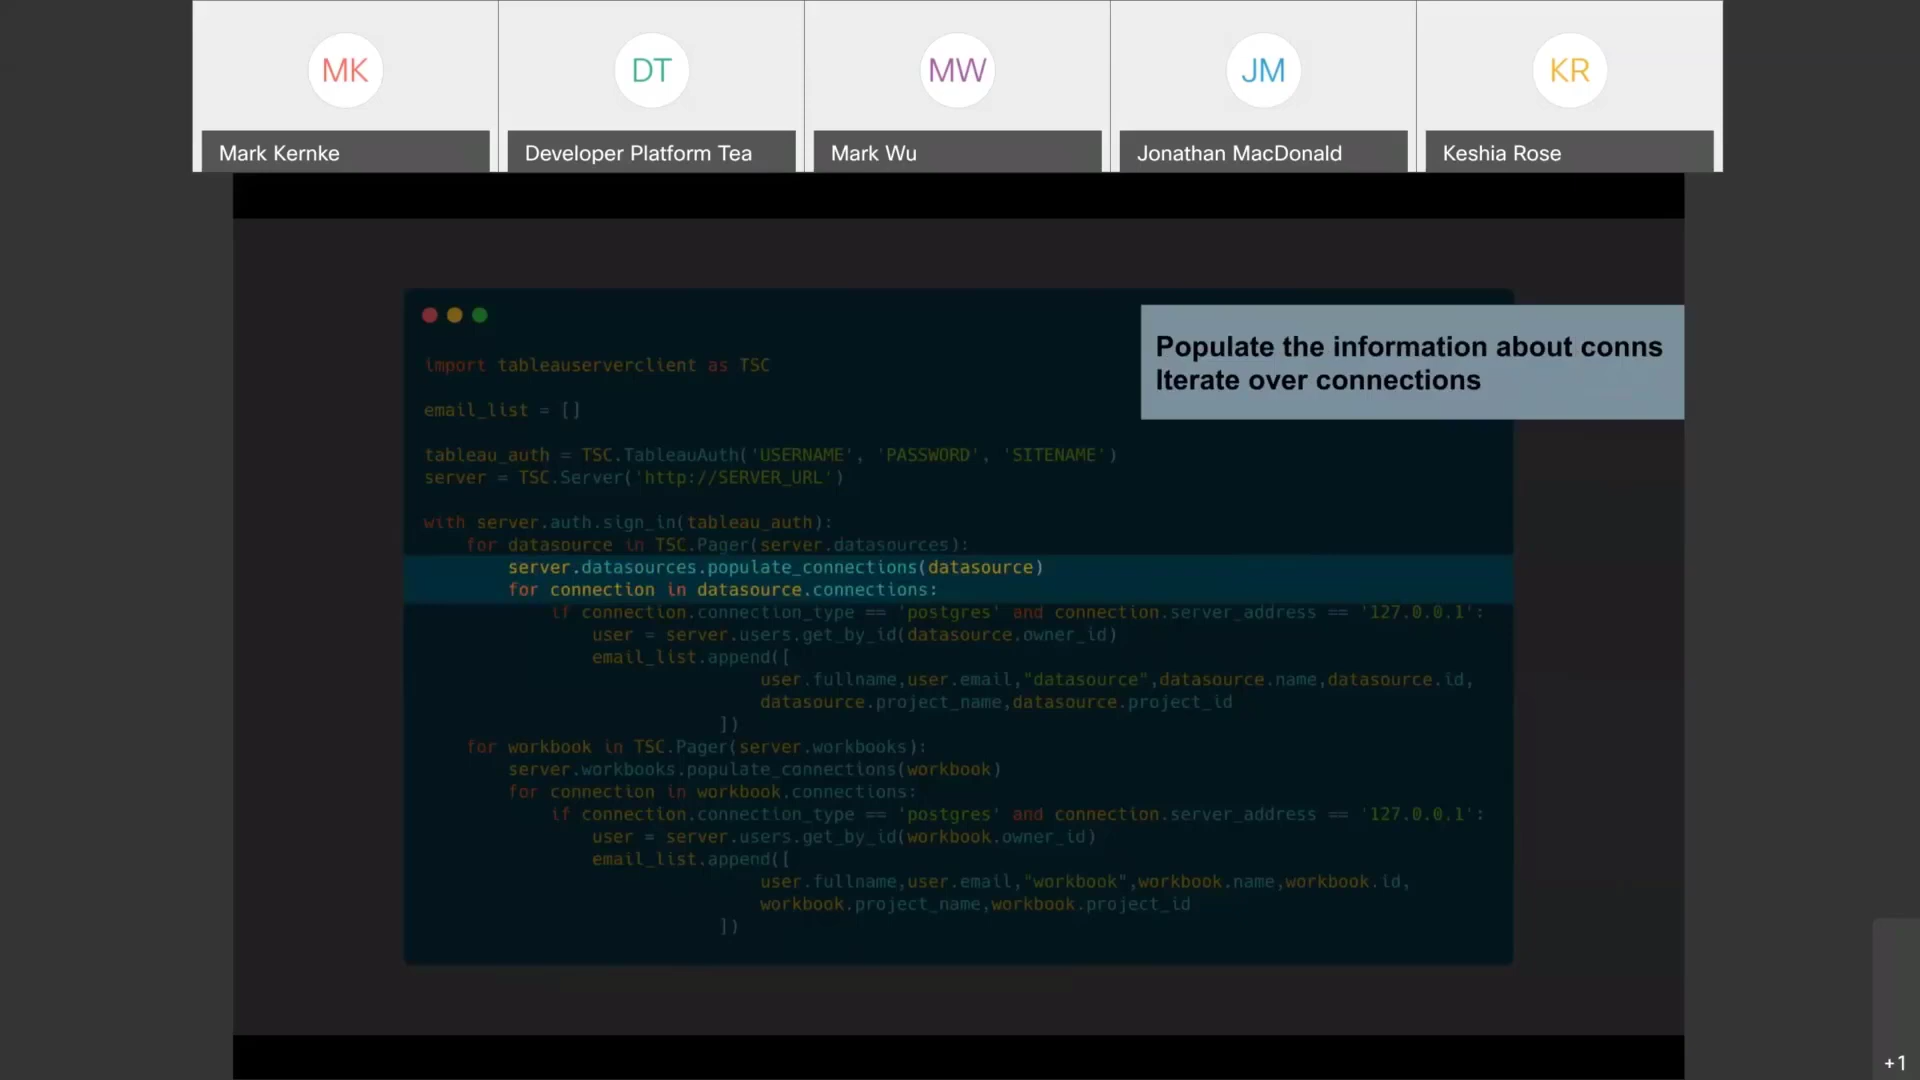 MK
DT
MW
JM
KR
Mark Kernke
Developer Platform Tea
Mark Wu
Jonathan MacDonald
Keshia Rose
Populate the information about conns
Iterate over connections
import tableauserverclient as TSC
email_list = []
tableau_auth = TSC.TableauAuth('USERNAME', 'PASSWORD', 'SITENAME')
server = TSC.Server('http://SERVER_URL')
with server.auth.sign_in(tableau_auth):
for datasource in TSC.Pager(server.datasources):
server.datasources.populate_connections(datasource)
for connection in datasource.connections:
if connection.connection_type == 'postgres' and connection.server_address == '127.0.0.1':
user = server.users.get_by_id(datasource.owner_id)
email_list.append([
user.fullname,user.email,"datasource",datasource.name,datasource.id,
datasource.project_name,datasource.project_id
])
for workbook in TSC.Pager(server.workbooks):
server.workbooks.populate_connections(workbook)
for connection in workbook.connections:
if connection.connection_type == 'postgres' and connection.server_address == '127.0.0.1':
user = server.users.get_by_id(workbook.owner_id)
email_list.append([
user.fullname,user.email,"workbook",workbook.name,workbook.id,
workbook.project_name,workbook.project_id
])
+1